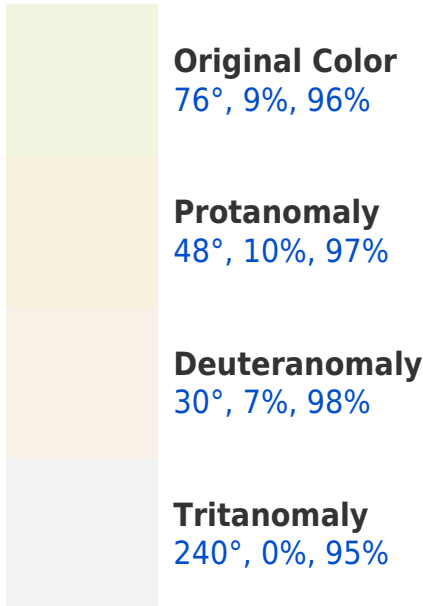 Original Color
76°, 9%, 96%
Protanomaly
48°, 10%, 97%
Deuteranomaly
30°, 7%, 98%
Tritanomaly
240°, 0%, 95%